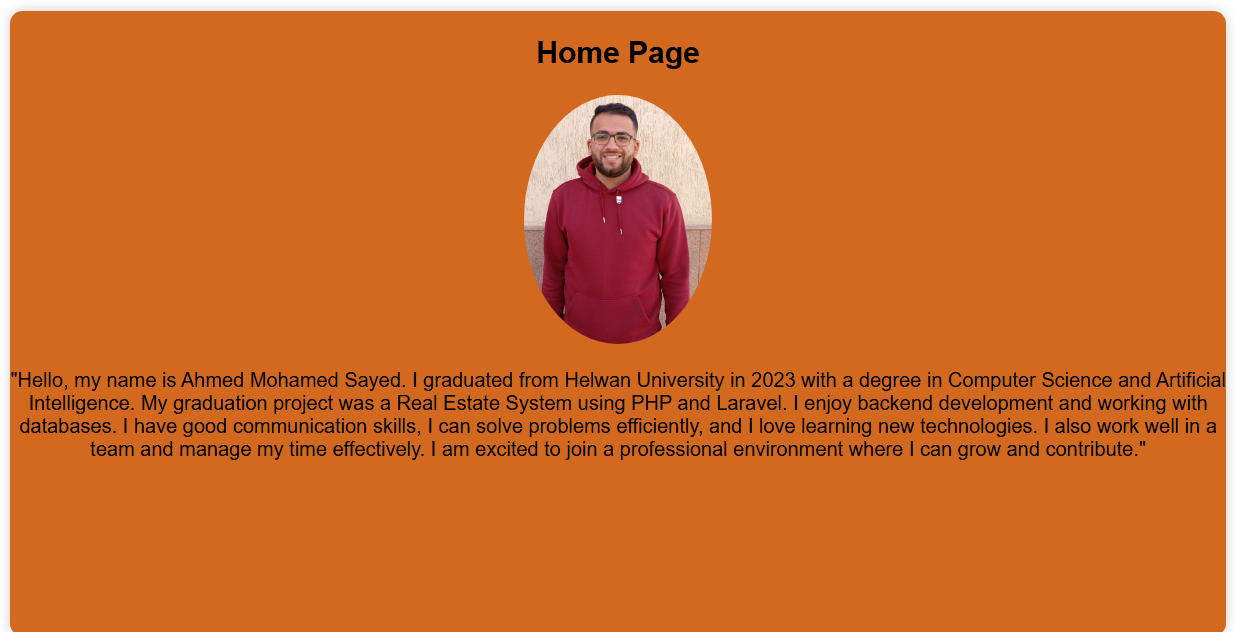 Home Page
"Hello, my name is Ahmed Mohamed Sayed. I graduated from Helwan University in 2023 with a degree in Computer Science and Artificial
Intelligence. My graduation project was a Real Estate System using PHP and Laravel. I enjoy backend development and working with
databases. I have good communication skills, I can solve problems efficiently, and I love learning new technologies. I also work well in a
team and manage my time effectively. I am excited to join a professional environment where I can grow and contribute."